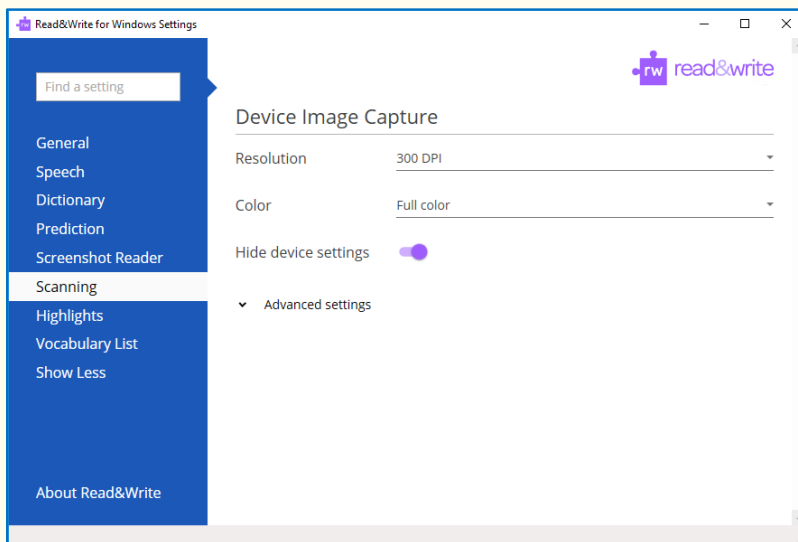 rw Read&Write for Windows Settings
Find a setting
General
Speech
Dictionary
Prediction
Screenshot Reader
Scanning
Highlights
Vocabulary List
Show Less
About Read&Write
rw read&write
Device Image Capture
Resolution 300 DPI
Color Full color
Hide device settings
Advanced settings